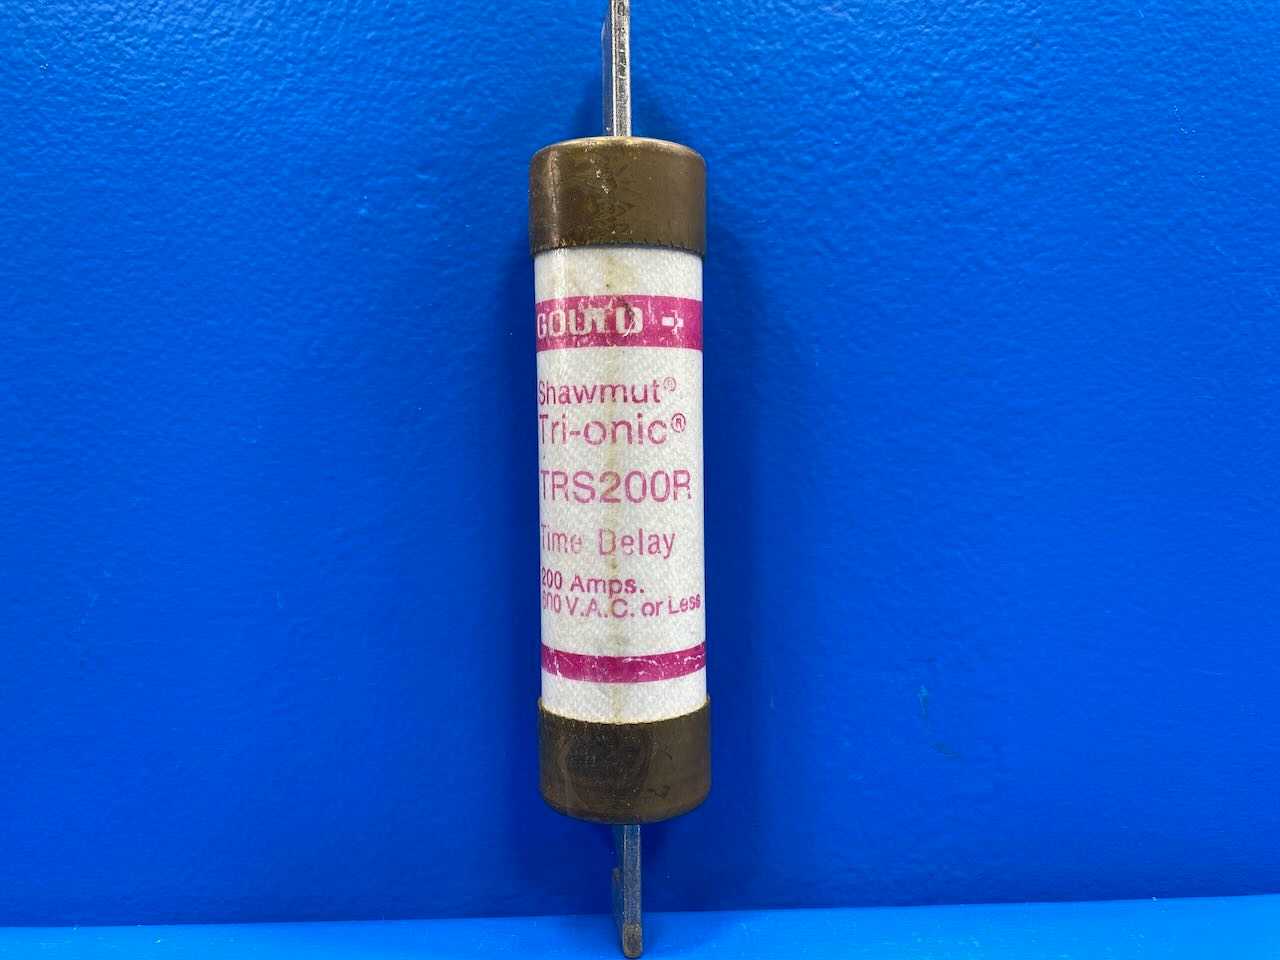 GOULD
Shawmut®
Tri-onic®
TRS200R
Time Delay
200 Amps.
600 V.A.C. or Less